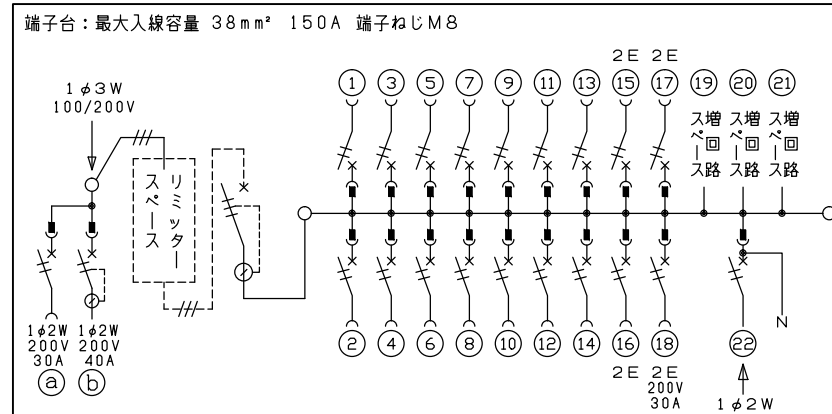 端子台：最大入線容量 38mm² 150A 端子ねじM8
1φ3W
100/200V
リミッター
スペース
1φ2W
200V
30A
ⓐ
1φ2W
200V
40A
ⓑ
2E 2E
① ③ ⑤ ⑦ ⑨ ⑪ ⑬ ⑮ ⑰ ⑲ ⑳ ㉑
増回路
スペース
増回路
スペース
増回路
スペース
N
② ④ ⑥ ⑧ ⑩ ⑫ ⑭ ⑯ ⑱ ㉒
2E 2E
200V
30A
1φ2W